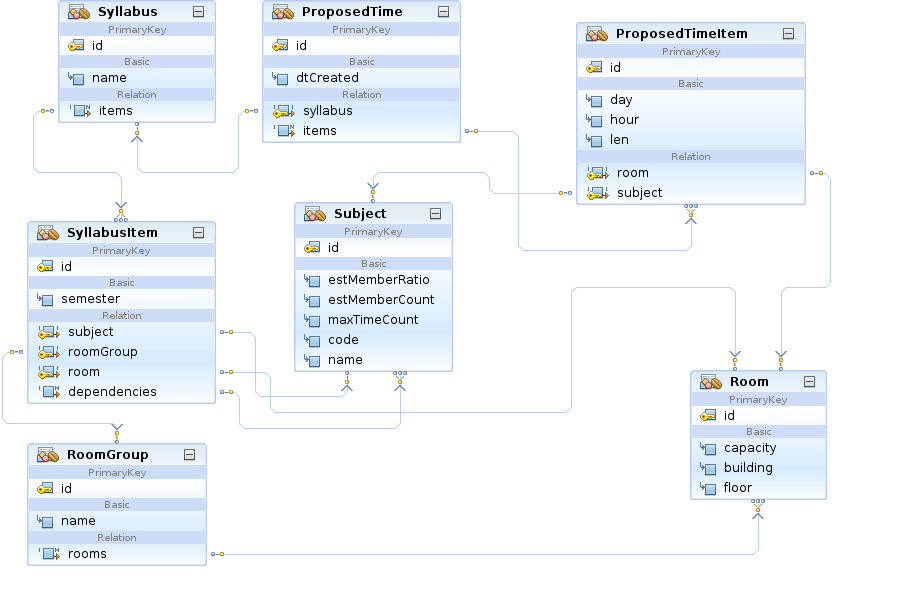 Syllabus
PrimaryKey
id
Basic
name
Relation
items
ProposedTime
PrimaryKey
id
Basic
dtCreated
Relation
syllabus
items
ProposedTimeItem
PrimaryKey
id
Basic
day
hour
len
Relation
room
subject
SyllabusItem
PrimaryKey
id
Basic
semester
Relation
subject
roomGroup
room
dependencies
Subject
PrimaryKey
id
Basic
estMemberRatio
estMemberCount
maxTimeCount
code
name
Room
PrimaryKey
id
Basic
capacity
building
floor
RoomGroup
PrimaryKey
id
Basic
name
Relation
rooms